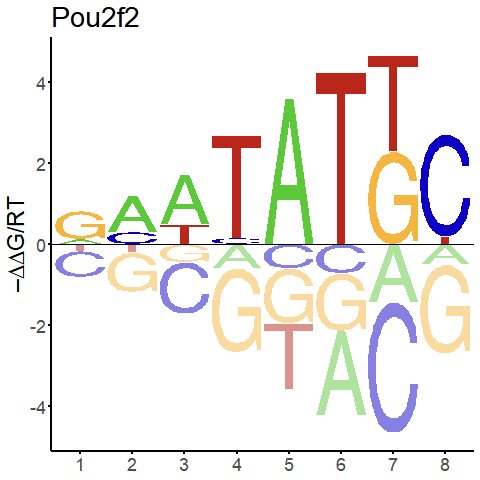 Pou2f2
−ΔΔG/RT
4
2
0
-2
-4
G A A T A T T C
A C T C G T
C T G A C C A A
C G C G G G C G
T A
1 2 3 4 5 6 7 8